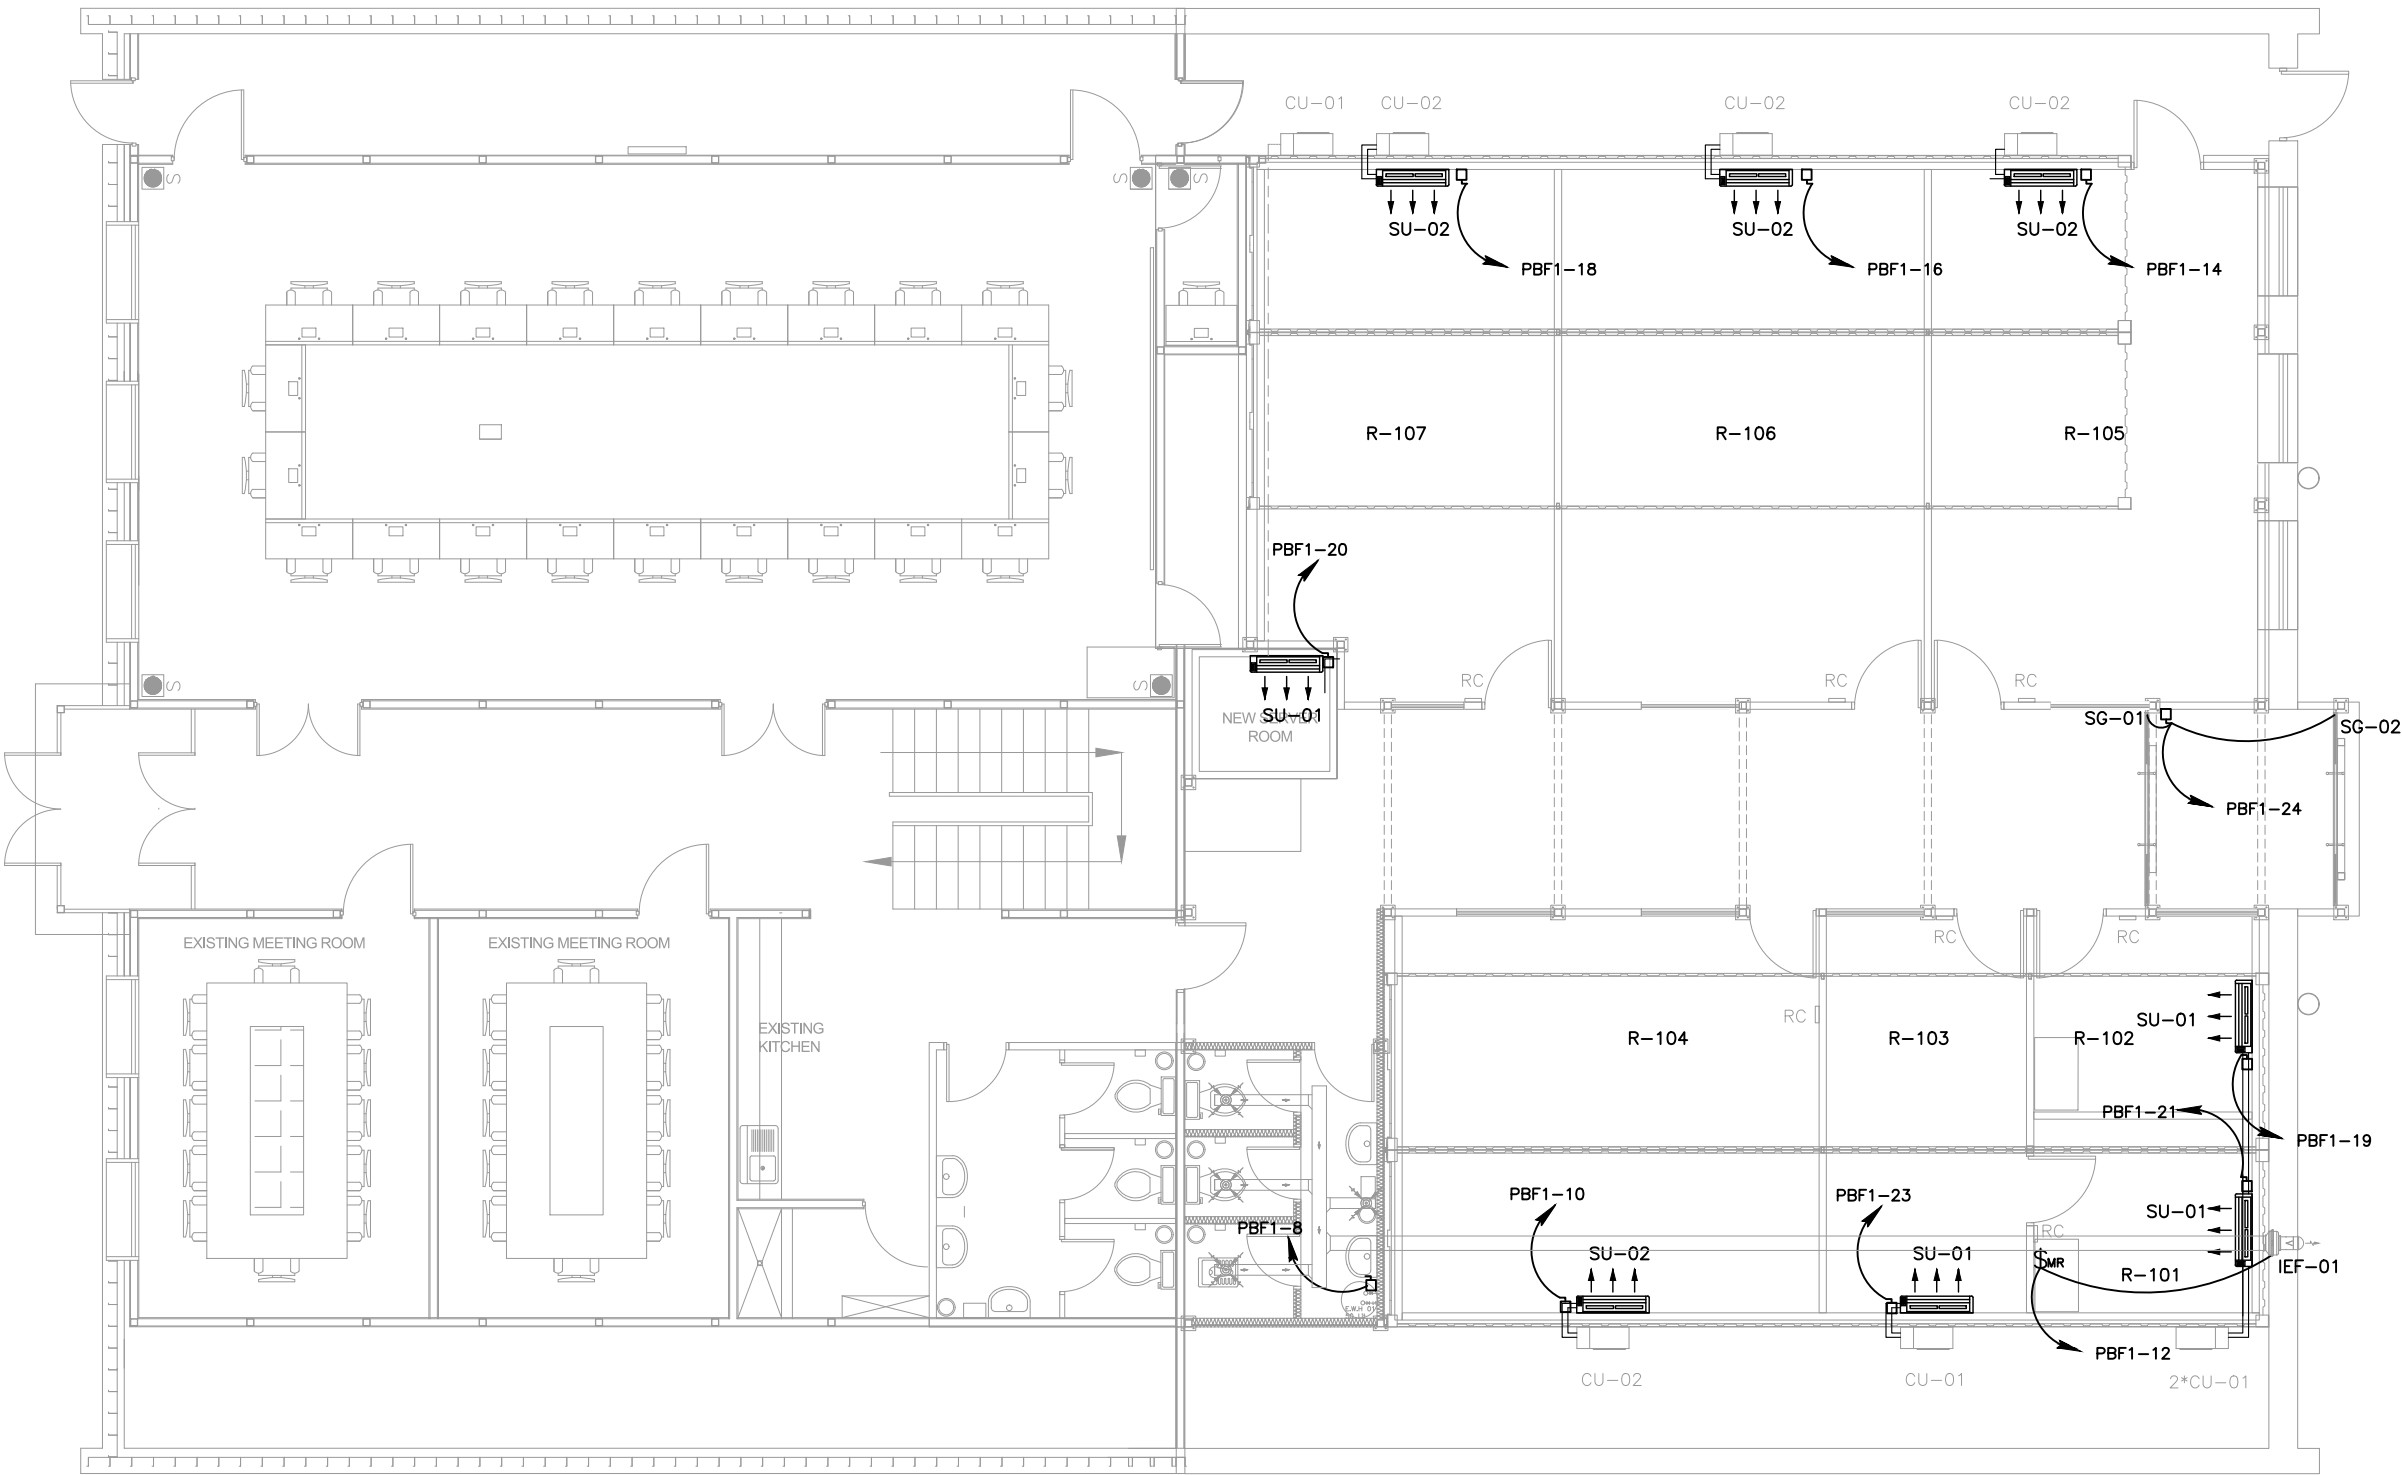 CU-01
CU-02
CU-02
CU-02
S
S
S
SU-02
SU-02
SU-02
PBF1-18
PBF1-16
PBF1-14
R-107
R-106
R-105
PBF1-20
S
S
RC
RC
RC
SU-01
NEW SERVER
ROOM
SG-01
SG-02
PBF1-24
EXISTING MEETING ROOM
EXISTING MEETING ROOM
RC
RC
EXISTING
KITCHEN
RC
R-104
R-103
R-102
SU-01
PBF1-21
PBF1-19
PBF1-10
PBF1-23
SU-01
PBF1-8
RC
SU-02
SU-01
SMR
R-101
IEF-01
A
E.W.H 01
50 Lit
PBF1-12
CU-02
CU-01
2*CU-01